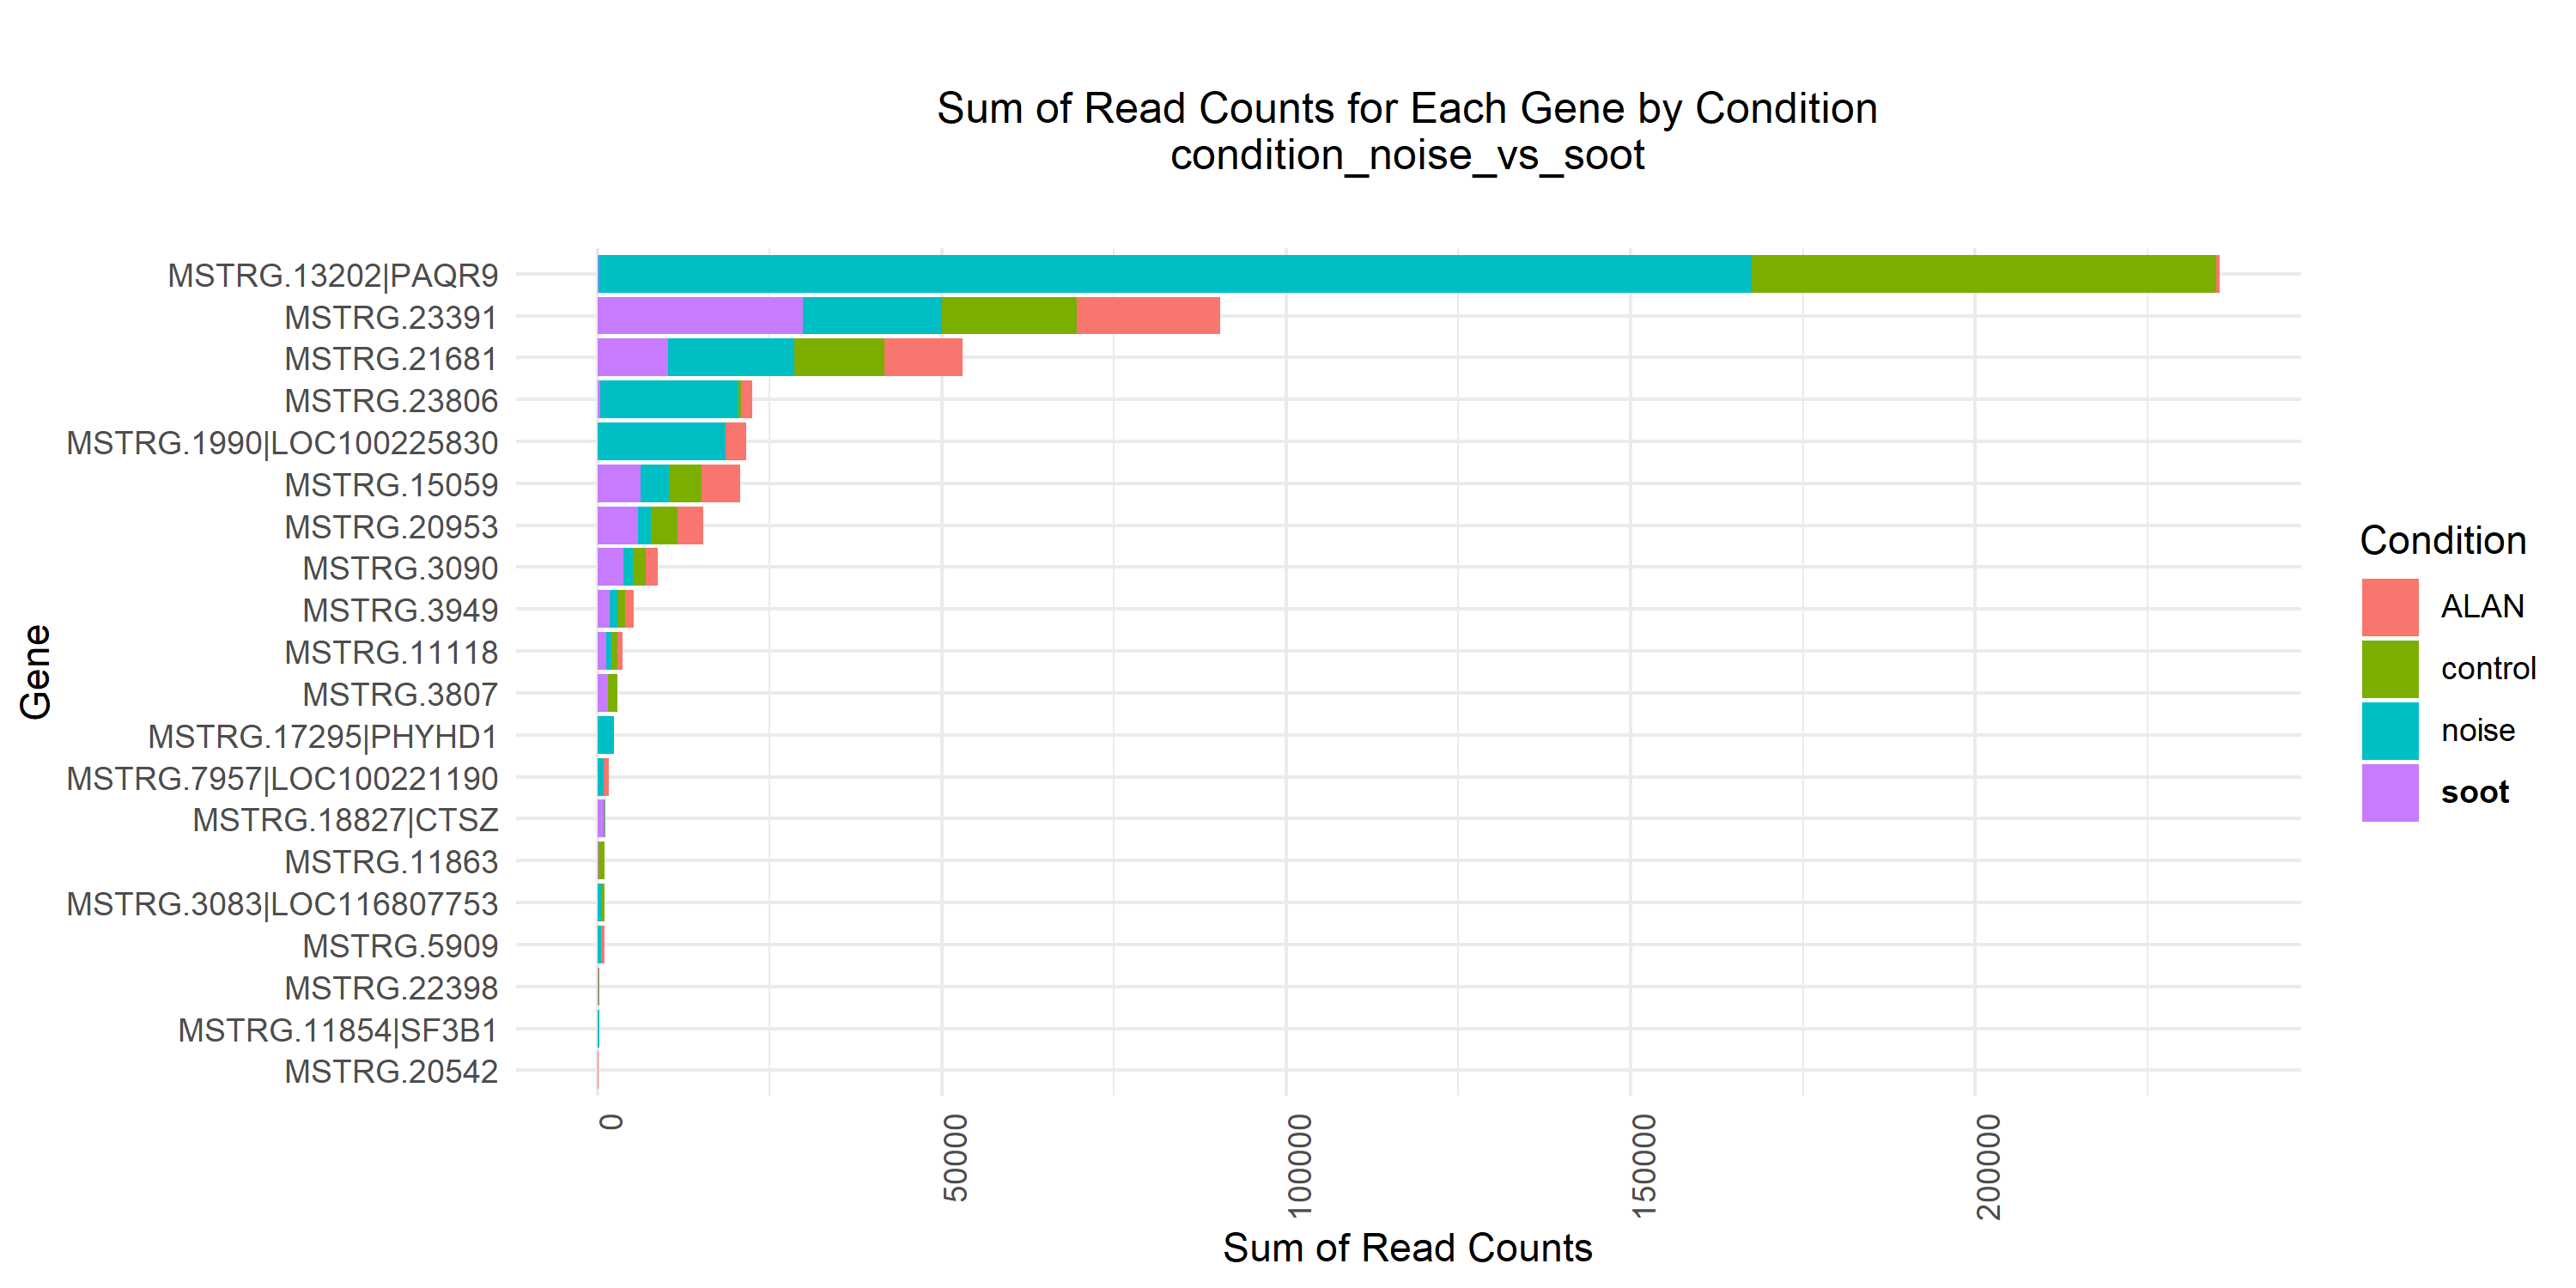 Sum of Read Counts for Each Gene by Condition
condition_noise_vs_soot
Gene
MSTRG.13202|PAQR9
MSTRG.23391
MSTRG.21681
MSTRG.23806
MSTRG.1990|LOC100225830
MSTRG.15059
MSTRG.20953
MSTRG.3090
MSTRG.3949
MSTRG.11118
MSTRG.3807
MSTRG.17295|PHYHD1
MSTRG.7957|LOC100221190
MSTRG.18827|CTSZ
MSTRG.11863
MSTRG.3083|LOC116807753
MSTRG.5909
MSTRG.22398
MSTRG.11854|SF3B1
MSTRG.20542
0
50000
100000
150000
200000
Sum of Read Counts
Condition
ALAN
control
noise
soot